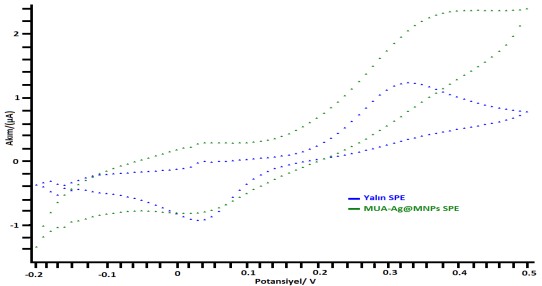 2
1
0
-1
Akım/(µA)
Yalın SPE
MUA-Ag@MNPs SPE
-0.2 -0.1 0 0.1 0.2 0.3 0.4 0.5
Potansiyel/ V